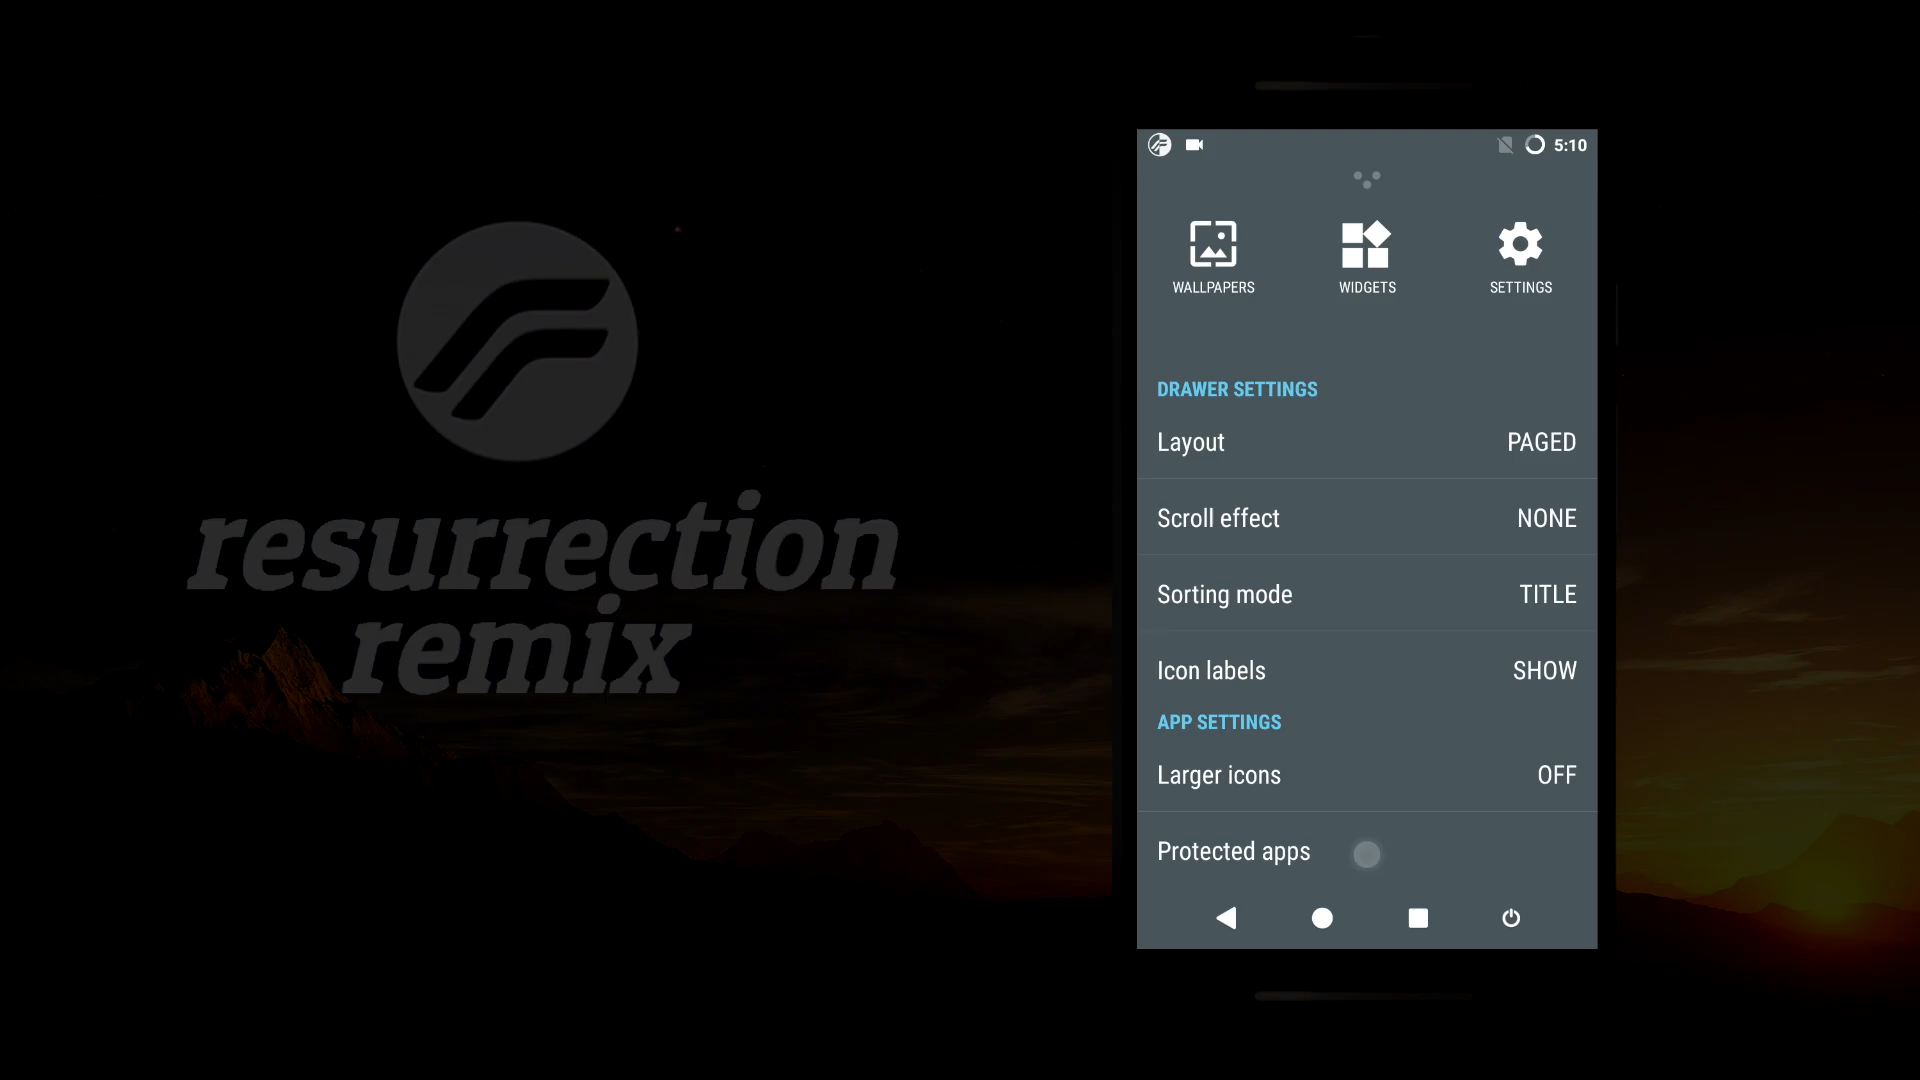 resurrection
remix
5:10
WALLPAPERS WIDGETS SETTINGS
DRAWER SETTINGS
Layout PAGED
Scroll effect NONE
Sorting mode TITLE
Icon labels SHOW
APP SETTINGS
Larger icons OFF
Protected apps